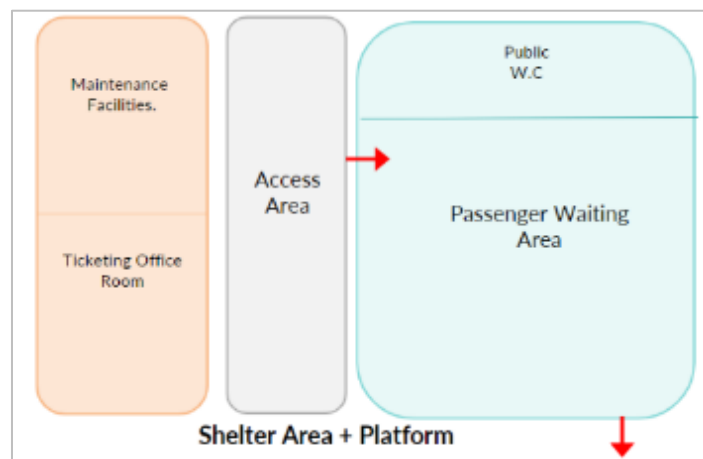 Maintenance
Facilities.
Ticketing Office
Room
Access
Area
Public
W.C
Passenger Waiting
Area
Shelter Area + Platform